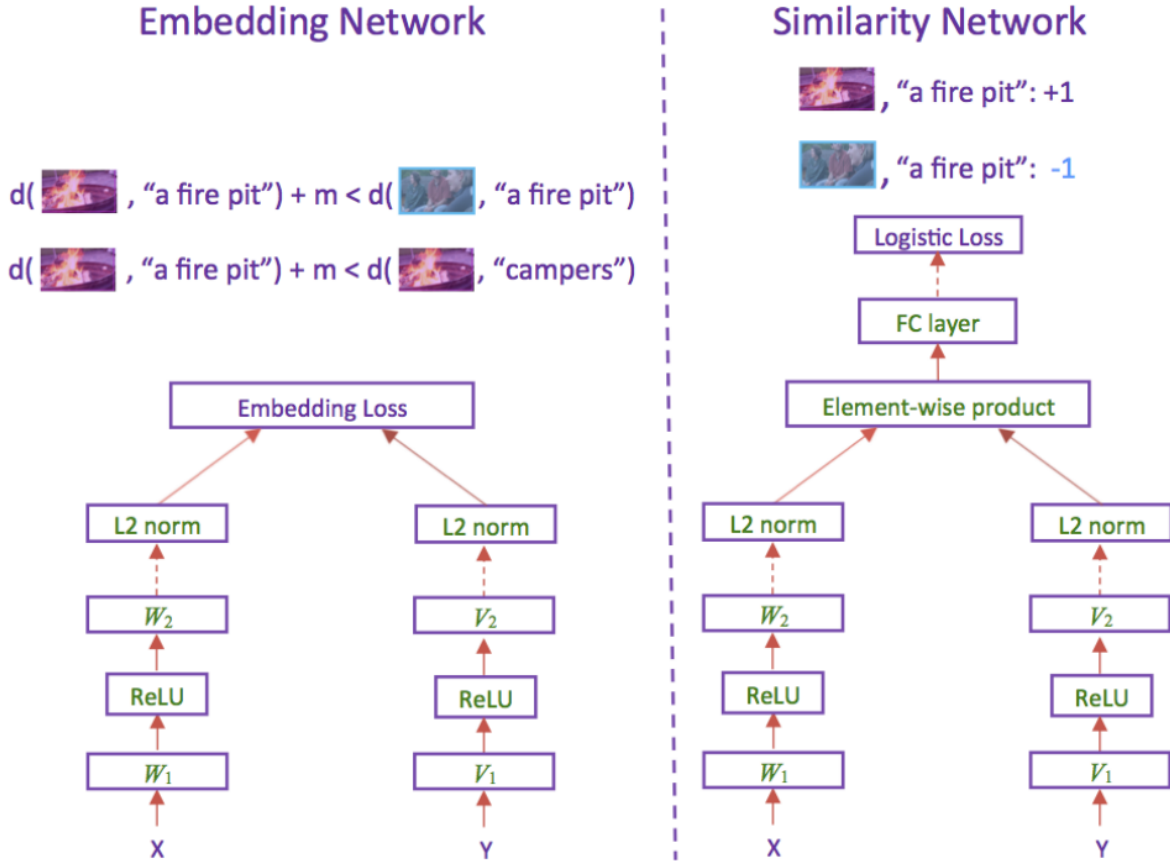 Embedding Network
d( , “a fire pit”) + m < d( , “a fire pit”)
d( , “a fire pit”) + m < d( , “campers”)
Embedding Loss
L2 norm L2 norm
W₂ V₂
ReLU ReLU
W₁ V₁
X Y
Similarity Network
, “a fire pit”: +1
, “a fire pit”: -1
Logistic Loss
FC layer
Element-wise product
L2 norm L2 norm
W₂ V₂
ReLU ReLU
W₁ V₁
X Y